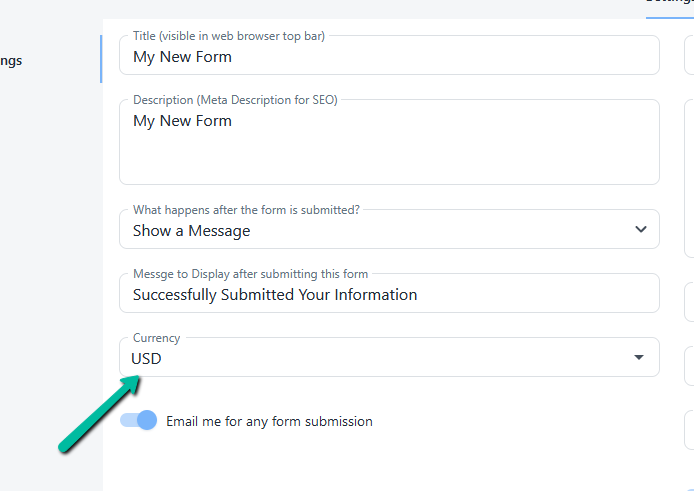 ngs
Title (visible in web browser top bar)
My New Form
Description (Meta Description for SEO)
My New Form
What happens after the form is submitted?
Show a Message
Messge to Display after submitting this form
Successfully Submitted Your Information
Currency
USD
Email me for any form submission